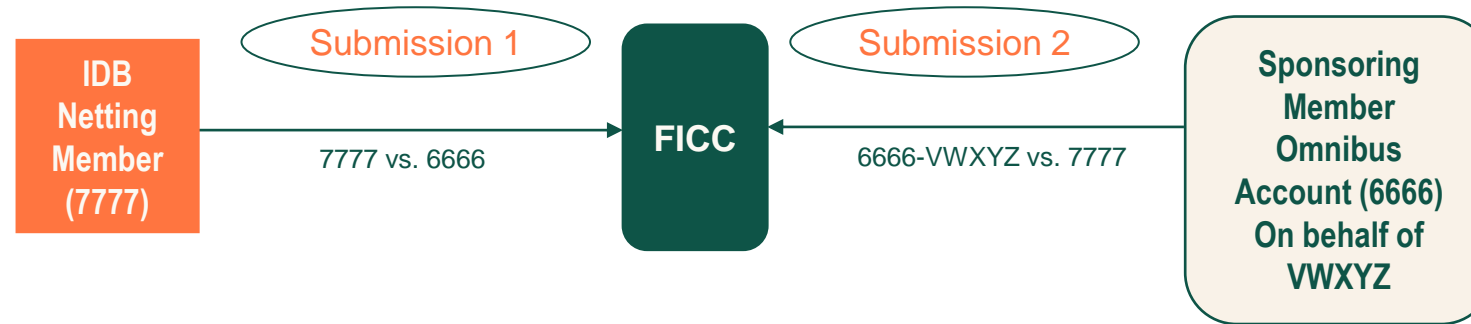 Submission 1
Submission 2
IDB
Netting
Member
(7777)
7777 vs. 6666
FICC
6666-VWXYZ vs. 7777
Sponsoring
Member
Omnibus
Account (6666)
On behalf of
VWXYZ